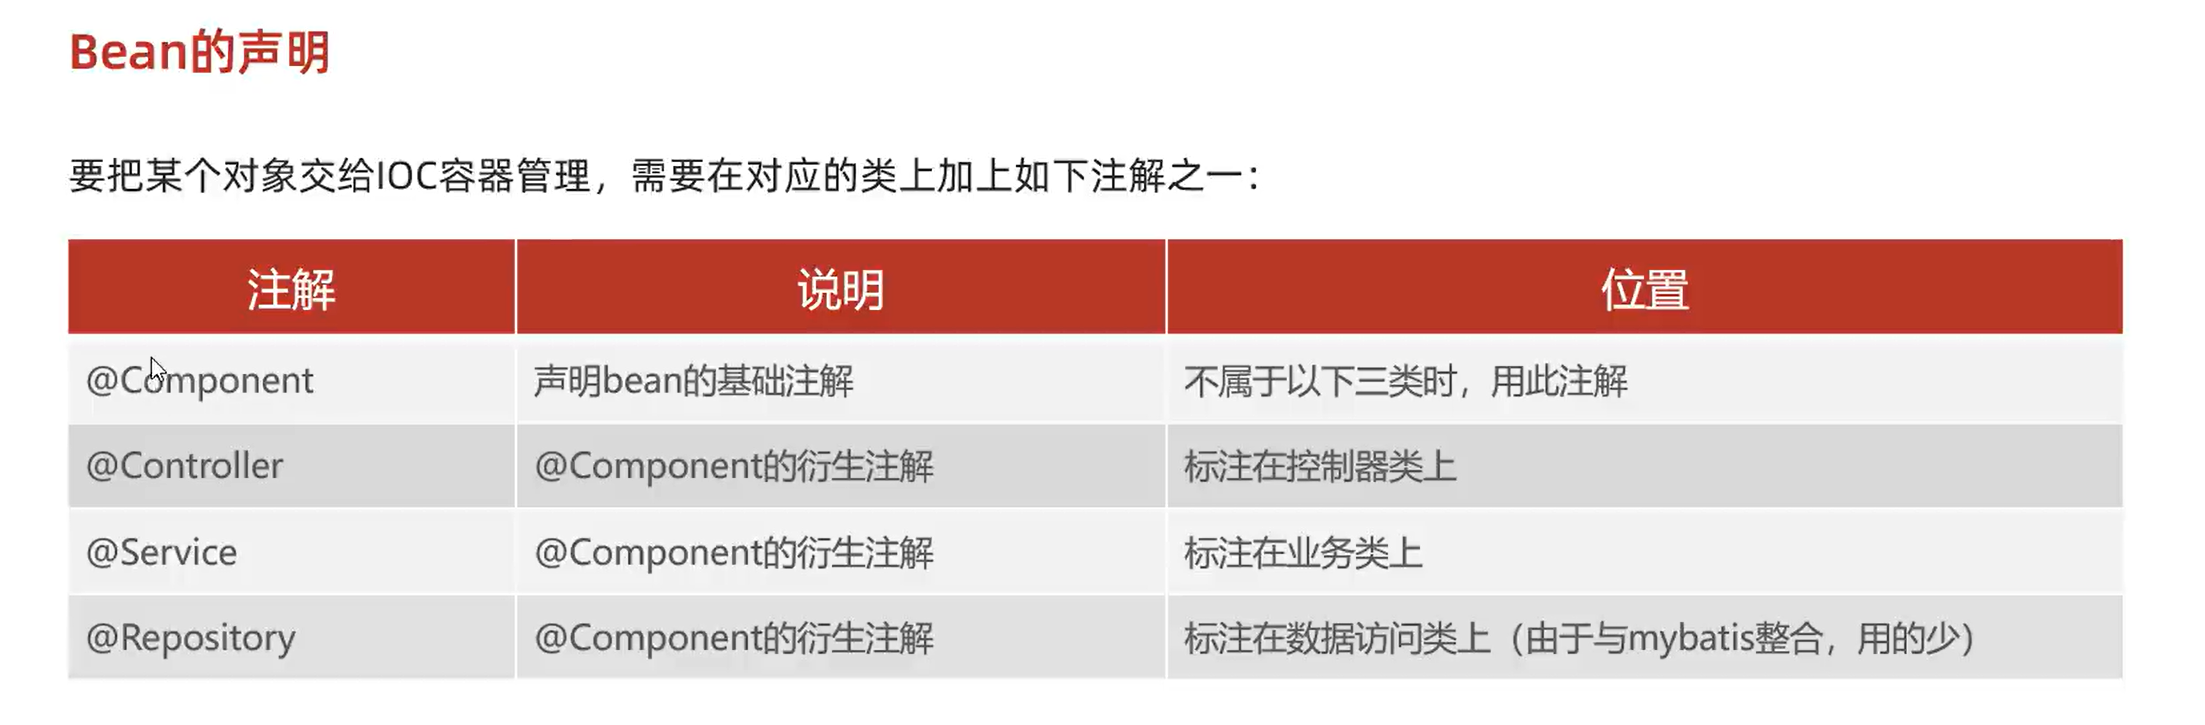 Bean的声明
要把某个对象交给IOC容器管理，需要在对应的类上加上如下注解之一：
注解 说明 位置
@Component 声明bean的基础注解 不属于以下三类时，用此注解
@Controller @Component的衍生注解 标注在控制器类上
@Service @Component的衍生注解 标注在业务类上
@Repository @Component的衍生注解 标注在数据访问类上（由于与mybatis整合，用的少）